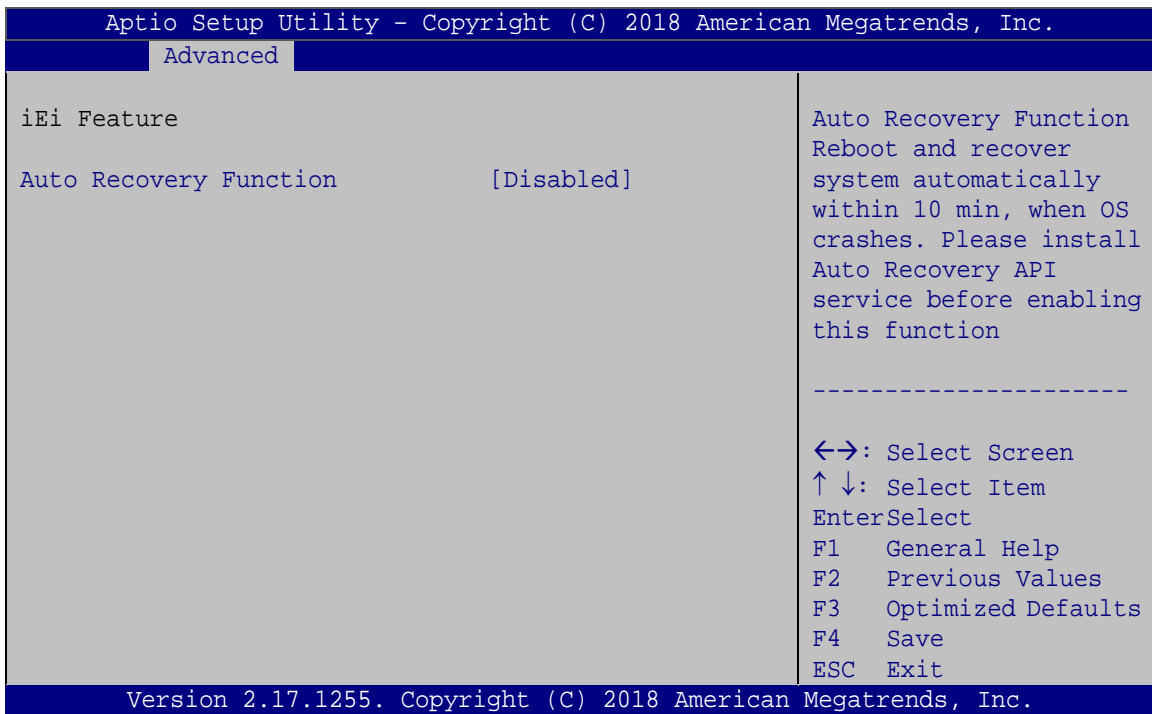 Aptio Setup Utility – Copyright (C) 2018 American Megatrends, Inc.
Advanced
iEi Feature
Auto Recovery Function [Disabled]
Auto Recovery Function
Reboot and recover
system automatically
within 10 min, when OS
crashes. Please install
Auto Recovery API
service before enabling
this function
----------------------
←→: Select Screen
↑ ↓: Select Item
EnterSelect
F1 General Help
F2 Previous Values
F3 Optimized Defaults
F4 Save
ESC Exit
Version 2.17.1255. Copyright (C) 2018 American Megatrends, Inc.